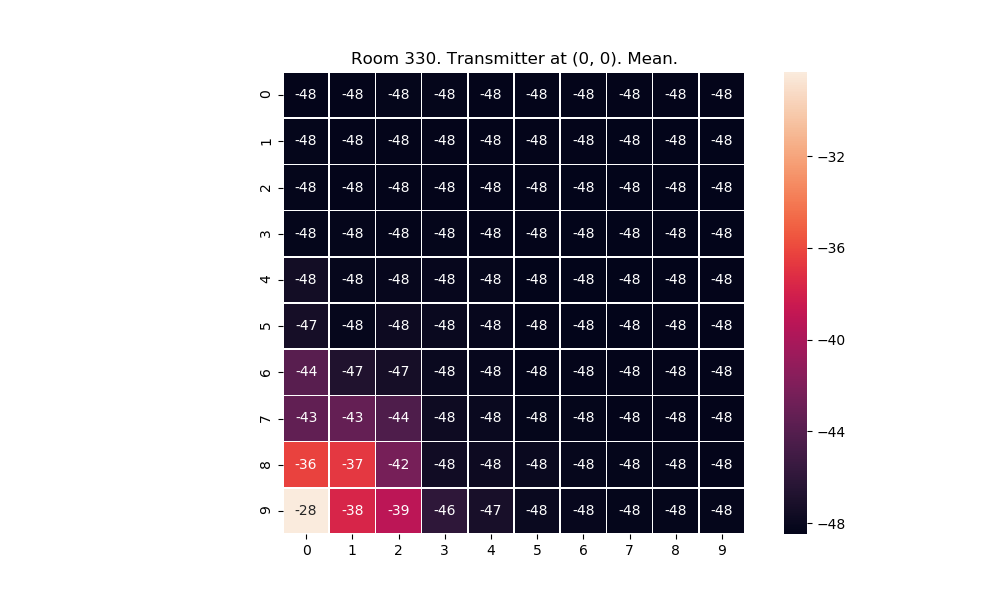 Room 330. Transmitter at (0, 0). Mean.
0 -48 -48 -48 -48 -48 -48 -48 -48 -48 -48
1 -48 -48 -48 -48 -48 -48 -48 -48 -48 -48
−32
2 -48 -48 -48 -48 -48 -48 -48 -48 -48 -48
3 -48 -48 -48 -48 -48 -48 -48 -48 -48 -48
−36
4 -48 -48 -48 -48 -48 -48 -48 -48 -48 -48
5 -47 -48 -48 -48 -48 -48 -48 -48 -48 -48
−40
6 -44 -47 -47 -48 -48 -48 -48 -48 -48 -48
7 -43 -43 -44 -48 -48 -48 -48 -48 -48 -48
−44
8 -36 -37 -42 -48 -48 -48 -48 -48 -48 -48
9 -28 -38 -39 -46 -47 -48 -48 -48 -48 -48
−48
0 1 2 3 4 5 6 7 8 9